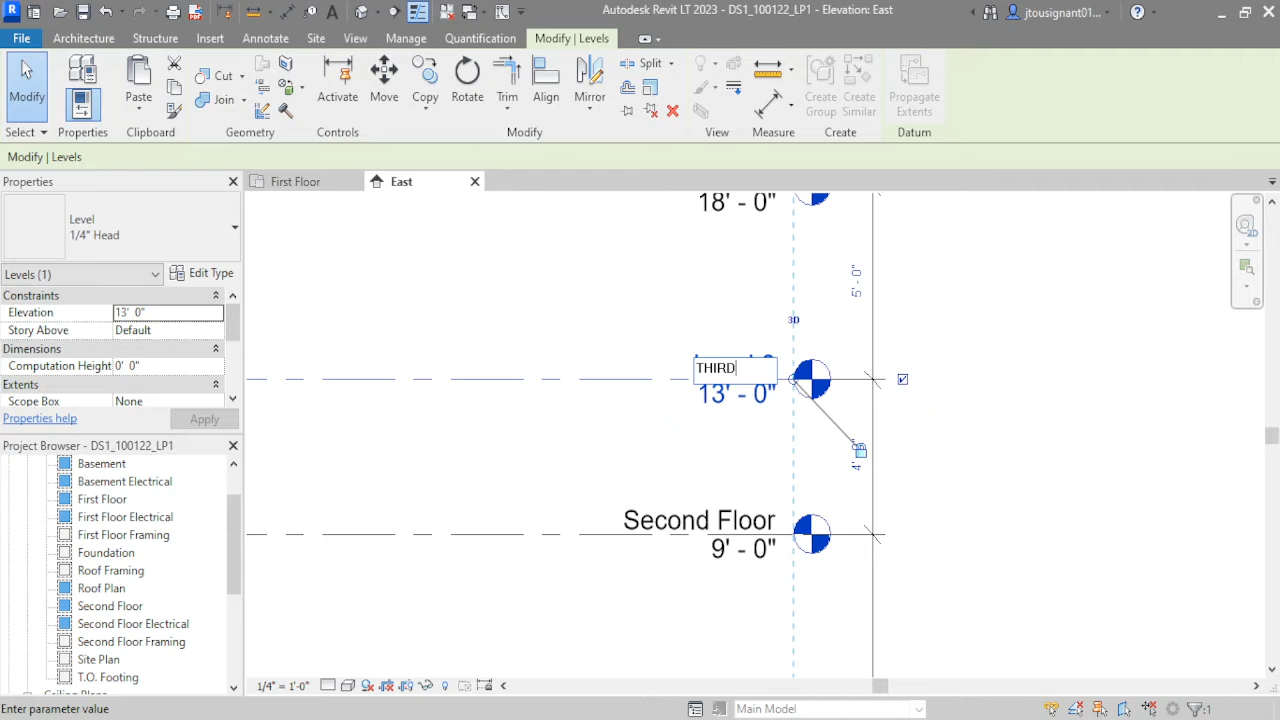 Autodesk Revit LT 2023 - DS1_100122_LP1 - Elevation: East
jtousignant01...
File Architecture Structure Insert Annotate Site View Manage Quantification Modify | Levels
Modify Paste Cut Join Activate Move Copy Rotate Trim Align Mirror Split Create Group Create Similar Propagate Extents
Select Properties Clipboard Geometry Controls Modify View Measure Create Datum
Modify | Levels
Properties
First Floor
East
Level
1/4" Head
Levels (1)
Edit Type
Constraints
Elevation 13' 0"
Story Above Default
Dimensions
Computation Height 0' 0"
Extents
Scope Box None
Properties help
Apply
Project Browser - DS1_100122_LP1
Basement
Basement Electrical
First Floor
First Floor Electrical
First Floor Framing
Foundation
Roof Framing
Roof Plan
Second Floor
Second Floor Electrical
Second Floor Framing
Site Plan
T.O. Footing
18' - 0"
5' - 0"
3D
THIRD
13' - 0"
Second Floor
9' - 0"
2D
1/4" = 1'-0"
Enter parameter value
Main Model
:1